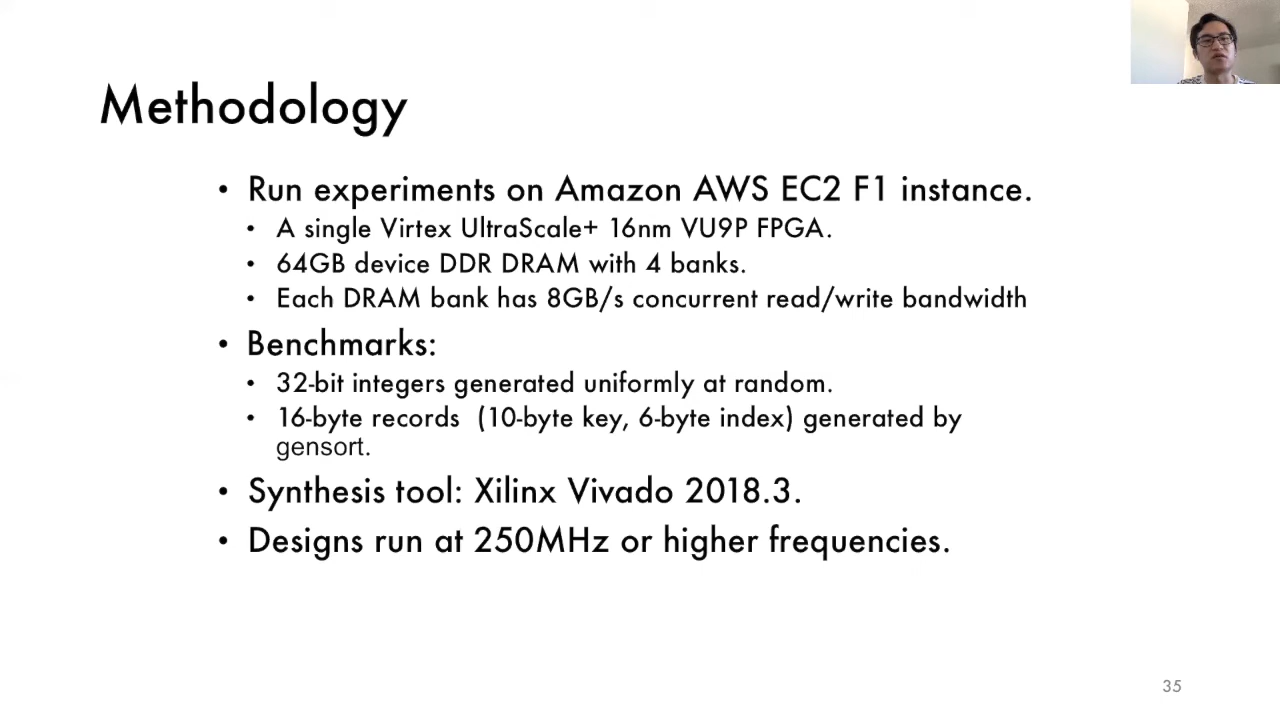 Methodology
• Run experiments on Amazon AWS EC2 F1 instance.
• A single Virtex UltraScale+ 16nm VU9P FPGA.
• 64GB device DDR DRAM with 4 banks.
• Each DRAM bank has 8GB/s concurrent read/write bandwidth
• Benchmarks:
• 32-bit integers generated uniformly at random.
• 16-byte records (10-byte key, 6-byte index) generated by
gensort.
• Synthesis tool: Xilinx Vivado 2018.3.
• Designs run at 250MHz or higher frequencies.
35